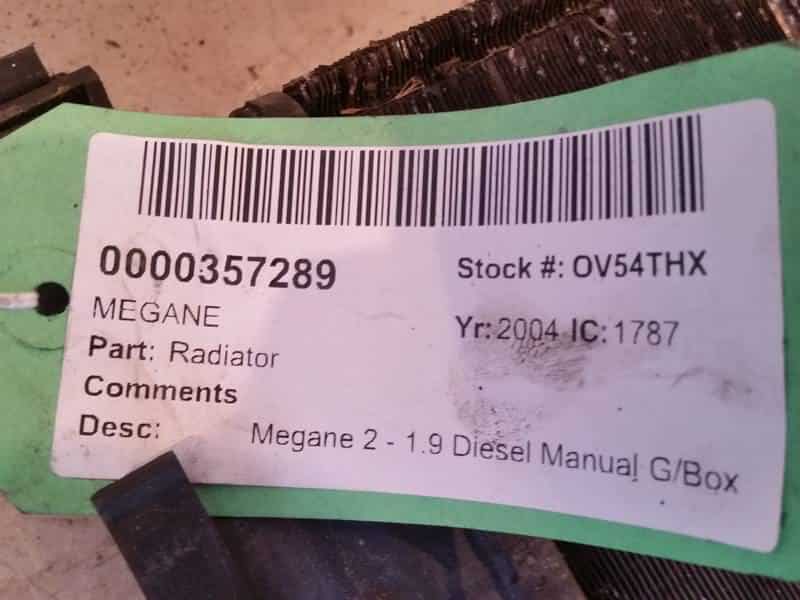 0000357289
Stock #: OV54THX
MEGANE
Yr: 2004 IC: 1787
Part: Radiator
Comments
Desc: Megane 2 - 1.9 Diesel Manual G/Box